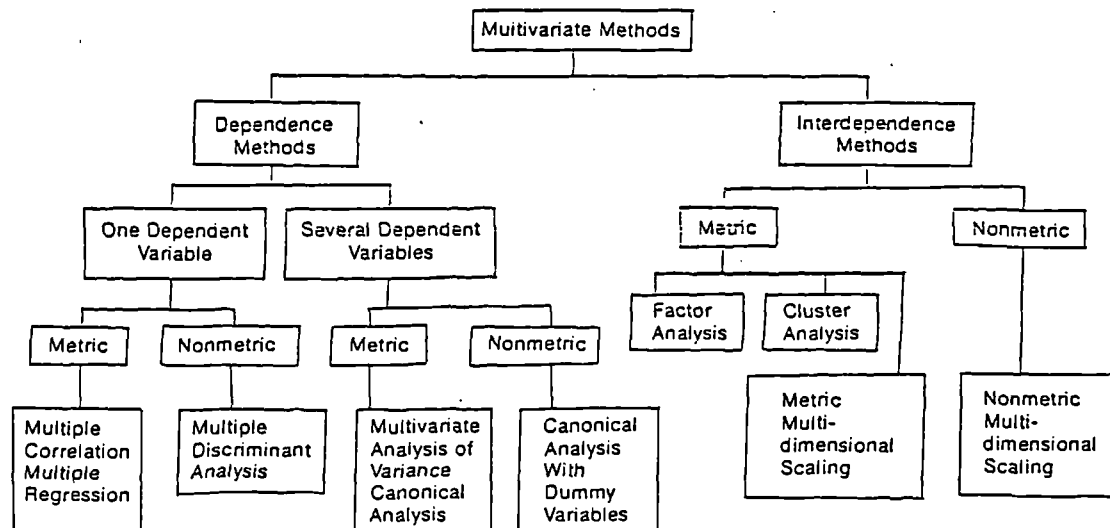 Muitivariate Methods
Dependence
Methods
Interdependence
Methods
One Dependent
Variable
Several Dependent
Variables
Metric
Nonmetric
Factor
Analysis
Cluster
Analysis
Metric
Nonmetric
Metric
Nonmetric
Multiple
Correlation
Multiple
Regression
Multiple
Discriminant
Analysis
Multivariate
Analysis of
Variance
Canonical
Analysis
Canonical
Analysis
With
Dummy
Variables
Metric
Multi-
dimensional
Scaling
Nonmetric
Multi-
dimensional
Scaling